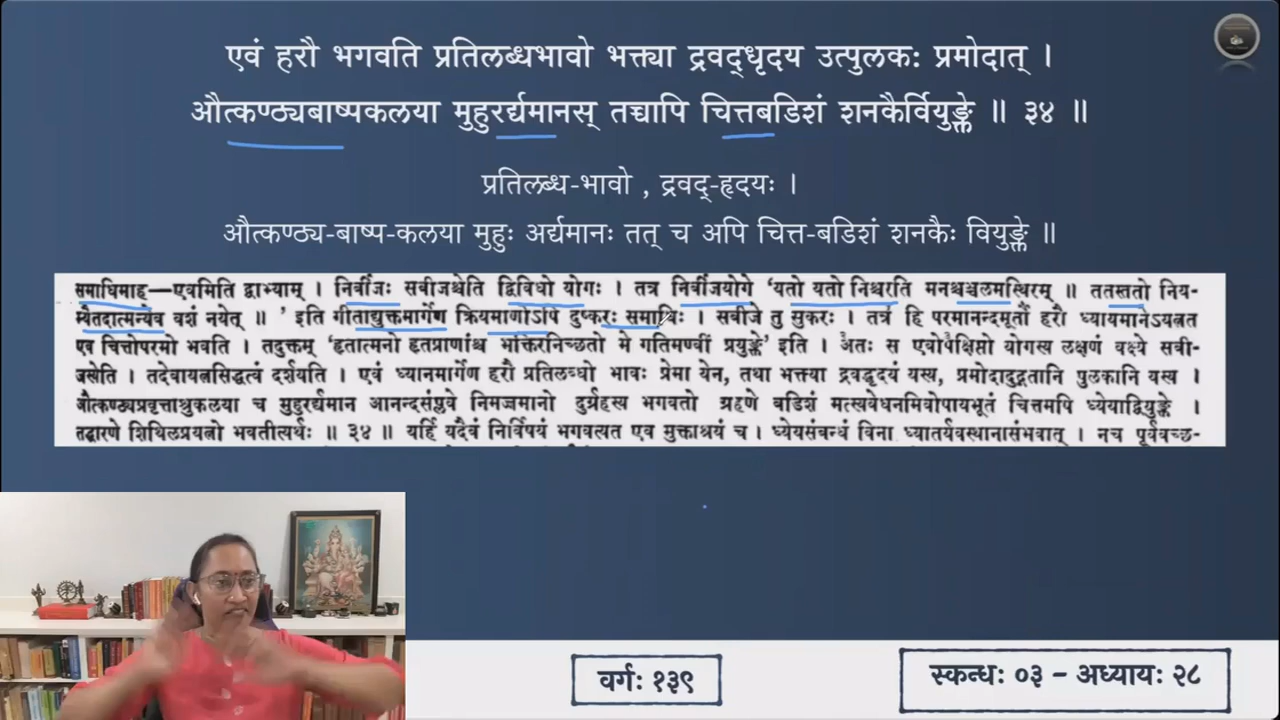 एवं हरौ भगवति प्रतिलब्धभावो भक्त्या द्रवद्धृदय उत्पुलकः प्रमोदात् ।
औत्कण्ठ्यबाष्पकलया मुहुरर्द्यमानस् तच्चापि चित्तबडिशं शनकैर्वियुङ्क्ते ॥ ३४ ॥
प्रतिलब्ध-भावो , द्रवद्-हृदयः ।
औत्कण्ठ्य-बाष्प-कलया मुहुः अर्द्यमानः तत् च अपि चित्त-बडिशं शनकैः वियुङ्क्ते ॥
समाधिमाह—एवमिति द्वाभ्याम् । निर्बीजः सबीजश्चेति द्विविधो योगः । तत्र निर्बीजयोगे 'यतो यतो निश्चरति मनश्चञ्चलमस्थिरम् ॥ ततस्ततो निय-
म्यैतदात्मन्येव वशं नयेत् ॥ ' इति गीताद्युक्तमार्गेण क्रियमाणोऽपि दुष्करः समाधिः । सबीजे तु सुकरः । तत्र हि परमानन्दमूर्तौ हरौ ध्यायमानेऽयत्नत
एव चित्तोपरमो भवति । तदुक्तम् 'हृतात्मनो हृतप्राणांश्च भक्तिरनिच्छतो मे गतिमण्वीं प्रयुङ्क्ते' इति । अतः स एवोपक्षिप्तो योगस्य लक्षणं वक्ष्ये सबी-
जस्येति । तदेवायत्नसिद्धत्वं दर्शयति । एवं ध्यानमार्गेण हरौ प्रतिलब्धो भावः प्रेमा येन, तथा भक्त्या द्रवद्धृदयं यस्य, प्रमोदादुद्गतानि पुलकानि यस्य ।
औत्कण्ठ्यप्रवृत्ताश्रुकलया च मुहुरर्द्यमान आनन्दसंप्लवे निमज्जमानो दुर्ग्रहस्य भगवतो ग्रहणे बडिशं मत्स्यवेधनमिवोपायभूतं चित्तमपि ध्येयाद्वियुङ्क्ते ।
तद्धारणे शिथिलप्रयत्नो भवतीत्यर्थः ॥ ३४ ॥ यर्हि यदैवं निर्विषयं भगवत्यत एव मुक्ताश्रयं च । ध्येयसंबन्धं विना ध्यातर्यवस्थानासंभवात् । नच पूर्ववच्छ-
वर्गः १३९
स्कन्धः ०३ – अध्यायः २८